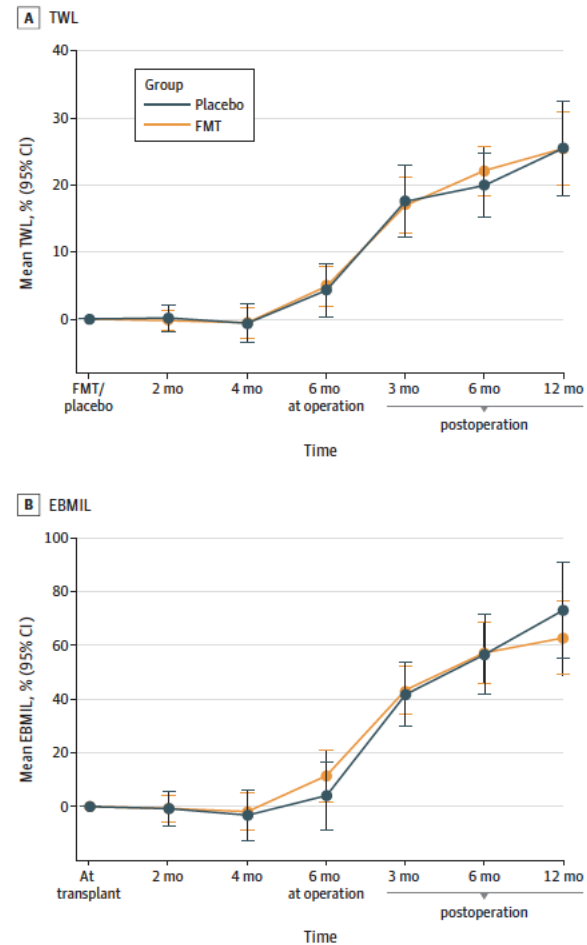 A TWL
40
30
20
10
0
Mean TWL, % (95% CI)
Group
Placebo
FMT
FMT/
placebo
2 mo
4 mo
6 mo
at operation
3 mo
6 mo
12 mo
postoperation
Time
B EBMIL
100
80
60
40
20
0
Mean EBMIL, % (95% CI)
At
transplant
2 mo
4 mo
6 mo
at operation
3 mo
6 mo
12 mo
postoperation
Time